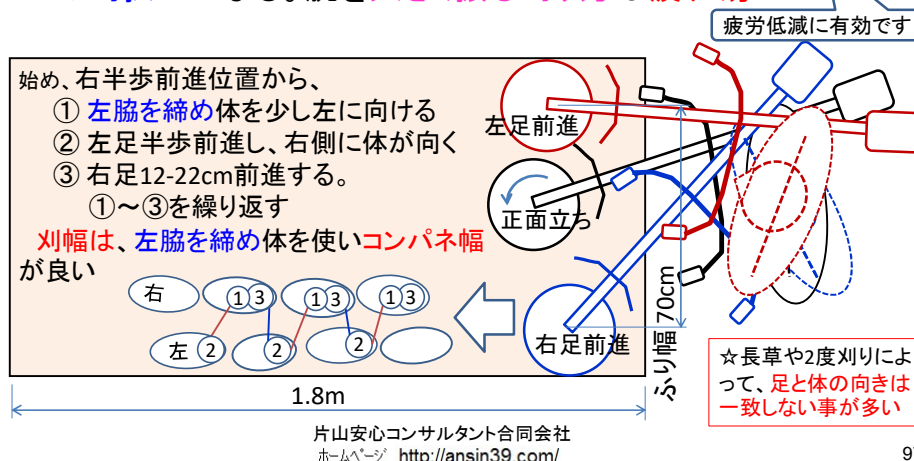 疲労低減に有効です
始め、右半歩前進位置から、
① 左脇を締め体を少し左に向ける
② 左足半歩前進し、右側に体が向く
③ 右足12-22cm前進する。
①～③を繰り返す
刈幅は、左脇を締め体を使いコンパネ幅
が良い
左足前進
正面立ち
右足前進
ふり幅 70cm
右
①③
①③
①③
左
②
②
②
1.8m
☆長草や2度刈りによ
って、足と体の向きは
一致しない事が多い
片山安心コンサルタント合同会社
ホームページ http://ansin39.com/